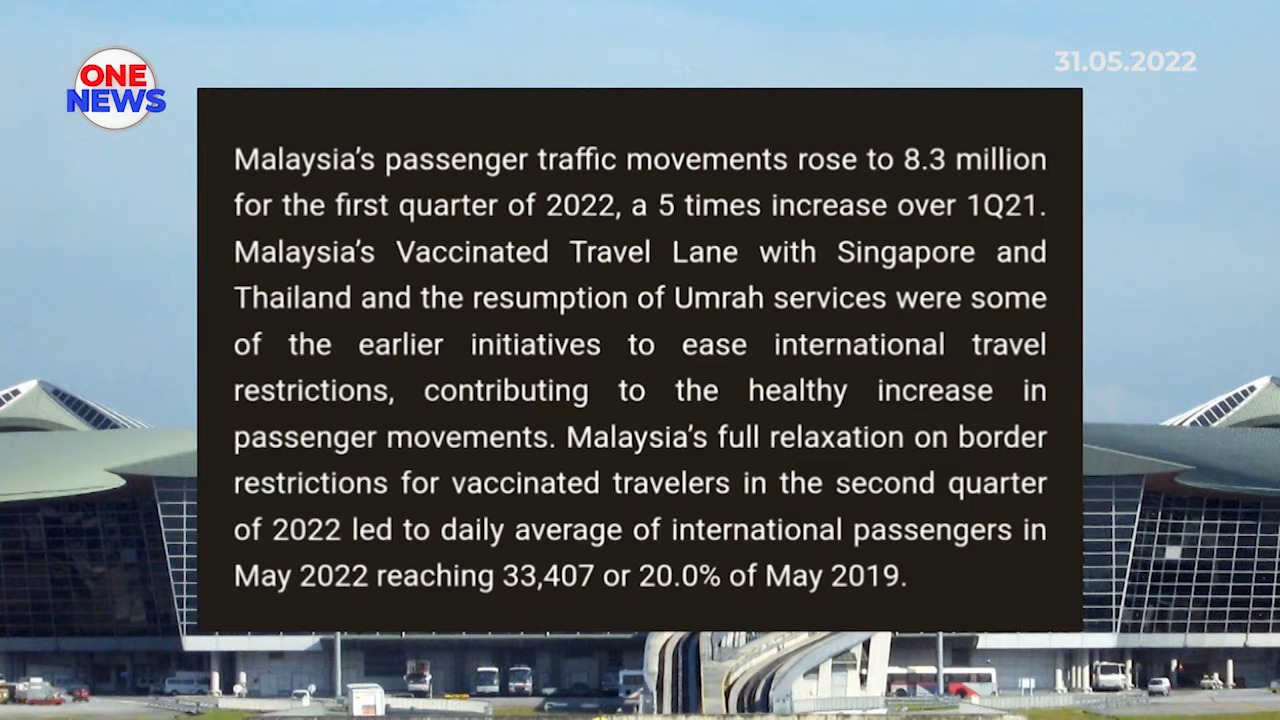 ONE
NEWS
31.05.2022
Malaysia's passenger traffic movements rose to 8.3 million
for the first quarter of 2022, a 5 times increase over 1Q21.
Malaysia's Vaccinated Travel Lane with Singapore and
Thailand and the resumption of Umrah services were some
of the earlier initiatives to ease international travel
restrictions, contributing to the healthy increase in
passenger movements. Malaysia's full relaxation on border
restrictions for vaccinated travelers in the second quarter
of 2022 led to daily average of international passengers in
May 2022 reaching 33,407 or 20.0% of May 2019.